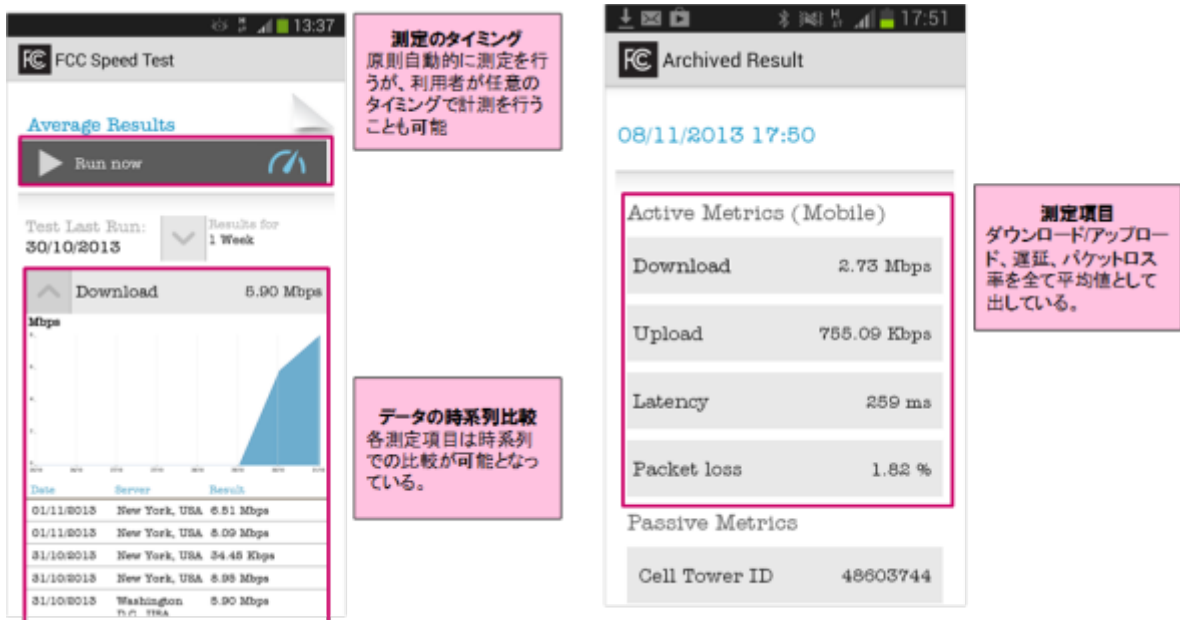 13:37
FCC FCC Speed Test
Average Results
Run now
Test Last Run:
30/10/2013
Results for
1 Week
Download 5.90 Mbps
Mbps
Date Server Result
01/11/2013 New York, USA 6.51 Mbps
01/11/2013 New York, USA 5.09 Mbps
31/10/2013 New York, USA 34.45 Kbps
31/10/2013 New York, USA 8.98 Mbps
31/10/2013 Washington 5.90 Mbps
D.C., USA
測定のタイミング
原則自動的に測定を行
うが、利用者が任意の
タイミングで計測を行う
ことも可能
データの時系列比較
各測定項目は時系列
での比較が可能となっ
ている。
17:51
FCC Archived Result
08/11/2013 17:50
Active Metrics (Mobile)
Download 2.73 Mbps
Upload 755.09 Kbps
Latency 259 ms
Packet loss 1.82 %
Passive Metrics
Cell Tower ID 48603744
測定項目
ダウンロード/アップロー
ド、遅延、パケットロス
率を全て平均値として
出している。